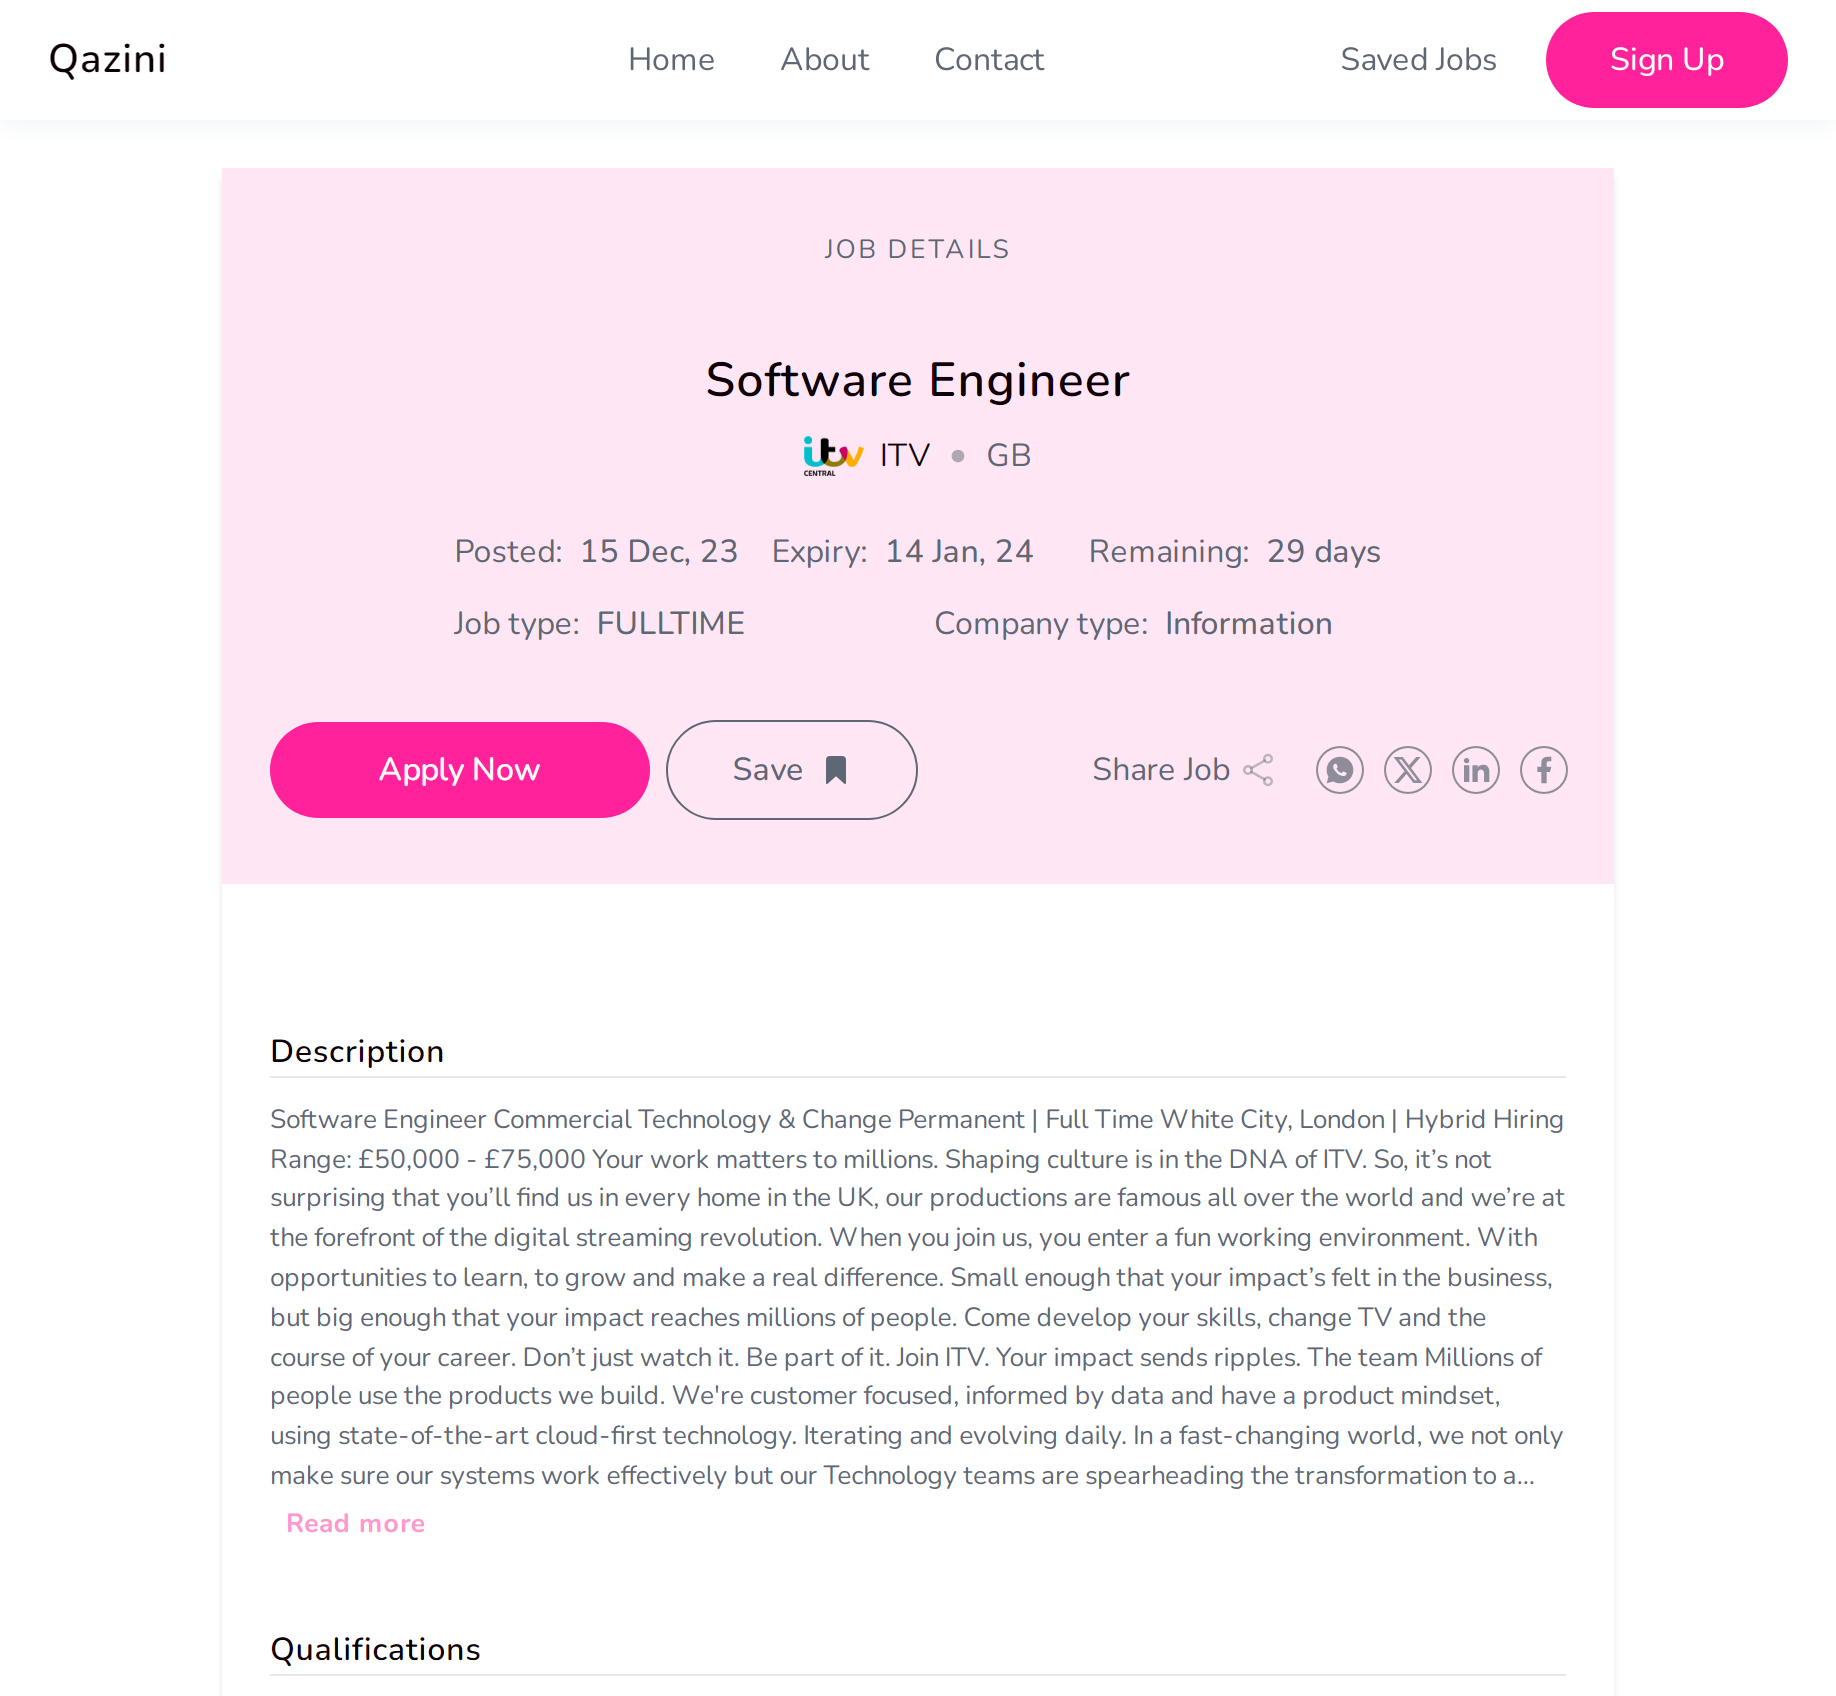 Qazini
Home About Contact
Saved Jobs
Sign Up
JOB DETAILS
Software Engineer
itv CENTRAL ITV GB
Posted: 15 Dec, 23 Expiry: 14 Jan, 24 Remaining: 29 days
Job type: FULLTIME Company type: Information
Apply Now Save Share Job
Description
Software Engineer Commercial Technology & Change Permanent | Full Time White City, London | Hybrid Hiring
Range: £50,000 - £75,000 Your work matters to millions. Shaping culture is in the DNA of ITV. So, it’s not
surprising that you’ll find us in every home in the UK, our productions are famous all over the world and we’re at
the forefront of the digital streaming revolution. When you join us, you enter a fun working environment. With
opportunities to learn, to grow and make a real difference. Small enough that your impact’s felt in the business,
but big enough that your impact reaches millions of people. Come develop your skills, change TV and the
course of your career. Don’t just watch it. Be part of it. Join ITV. Your impact sends ripples. The team Millions of
people use the products we build. We're customer focused, informed by data and have a product mindset,
using state-of-the-art cloud-first technology. Iterating and evolving daily. In a fast-changing world, we not only
make sure our systems work effectively but our Technology teams are spearheading the transformation to a...
Read more
Qualifications